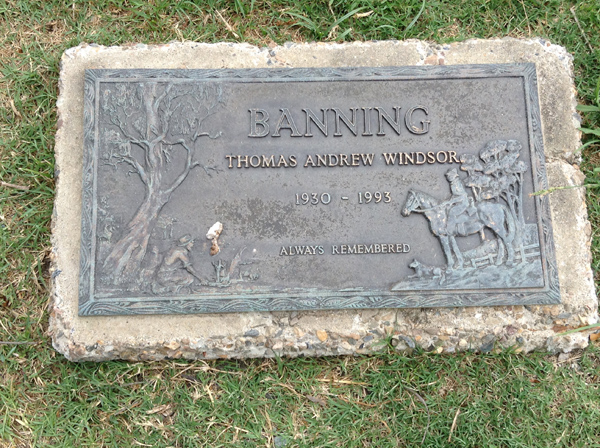 BANNING
THOMAS ANDREW WINDSOR.
1930 - 1993
ALWAYS REMEMBERED